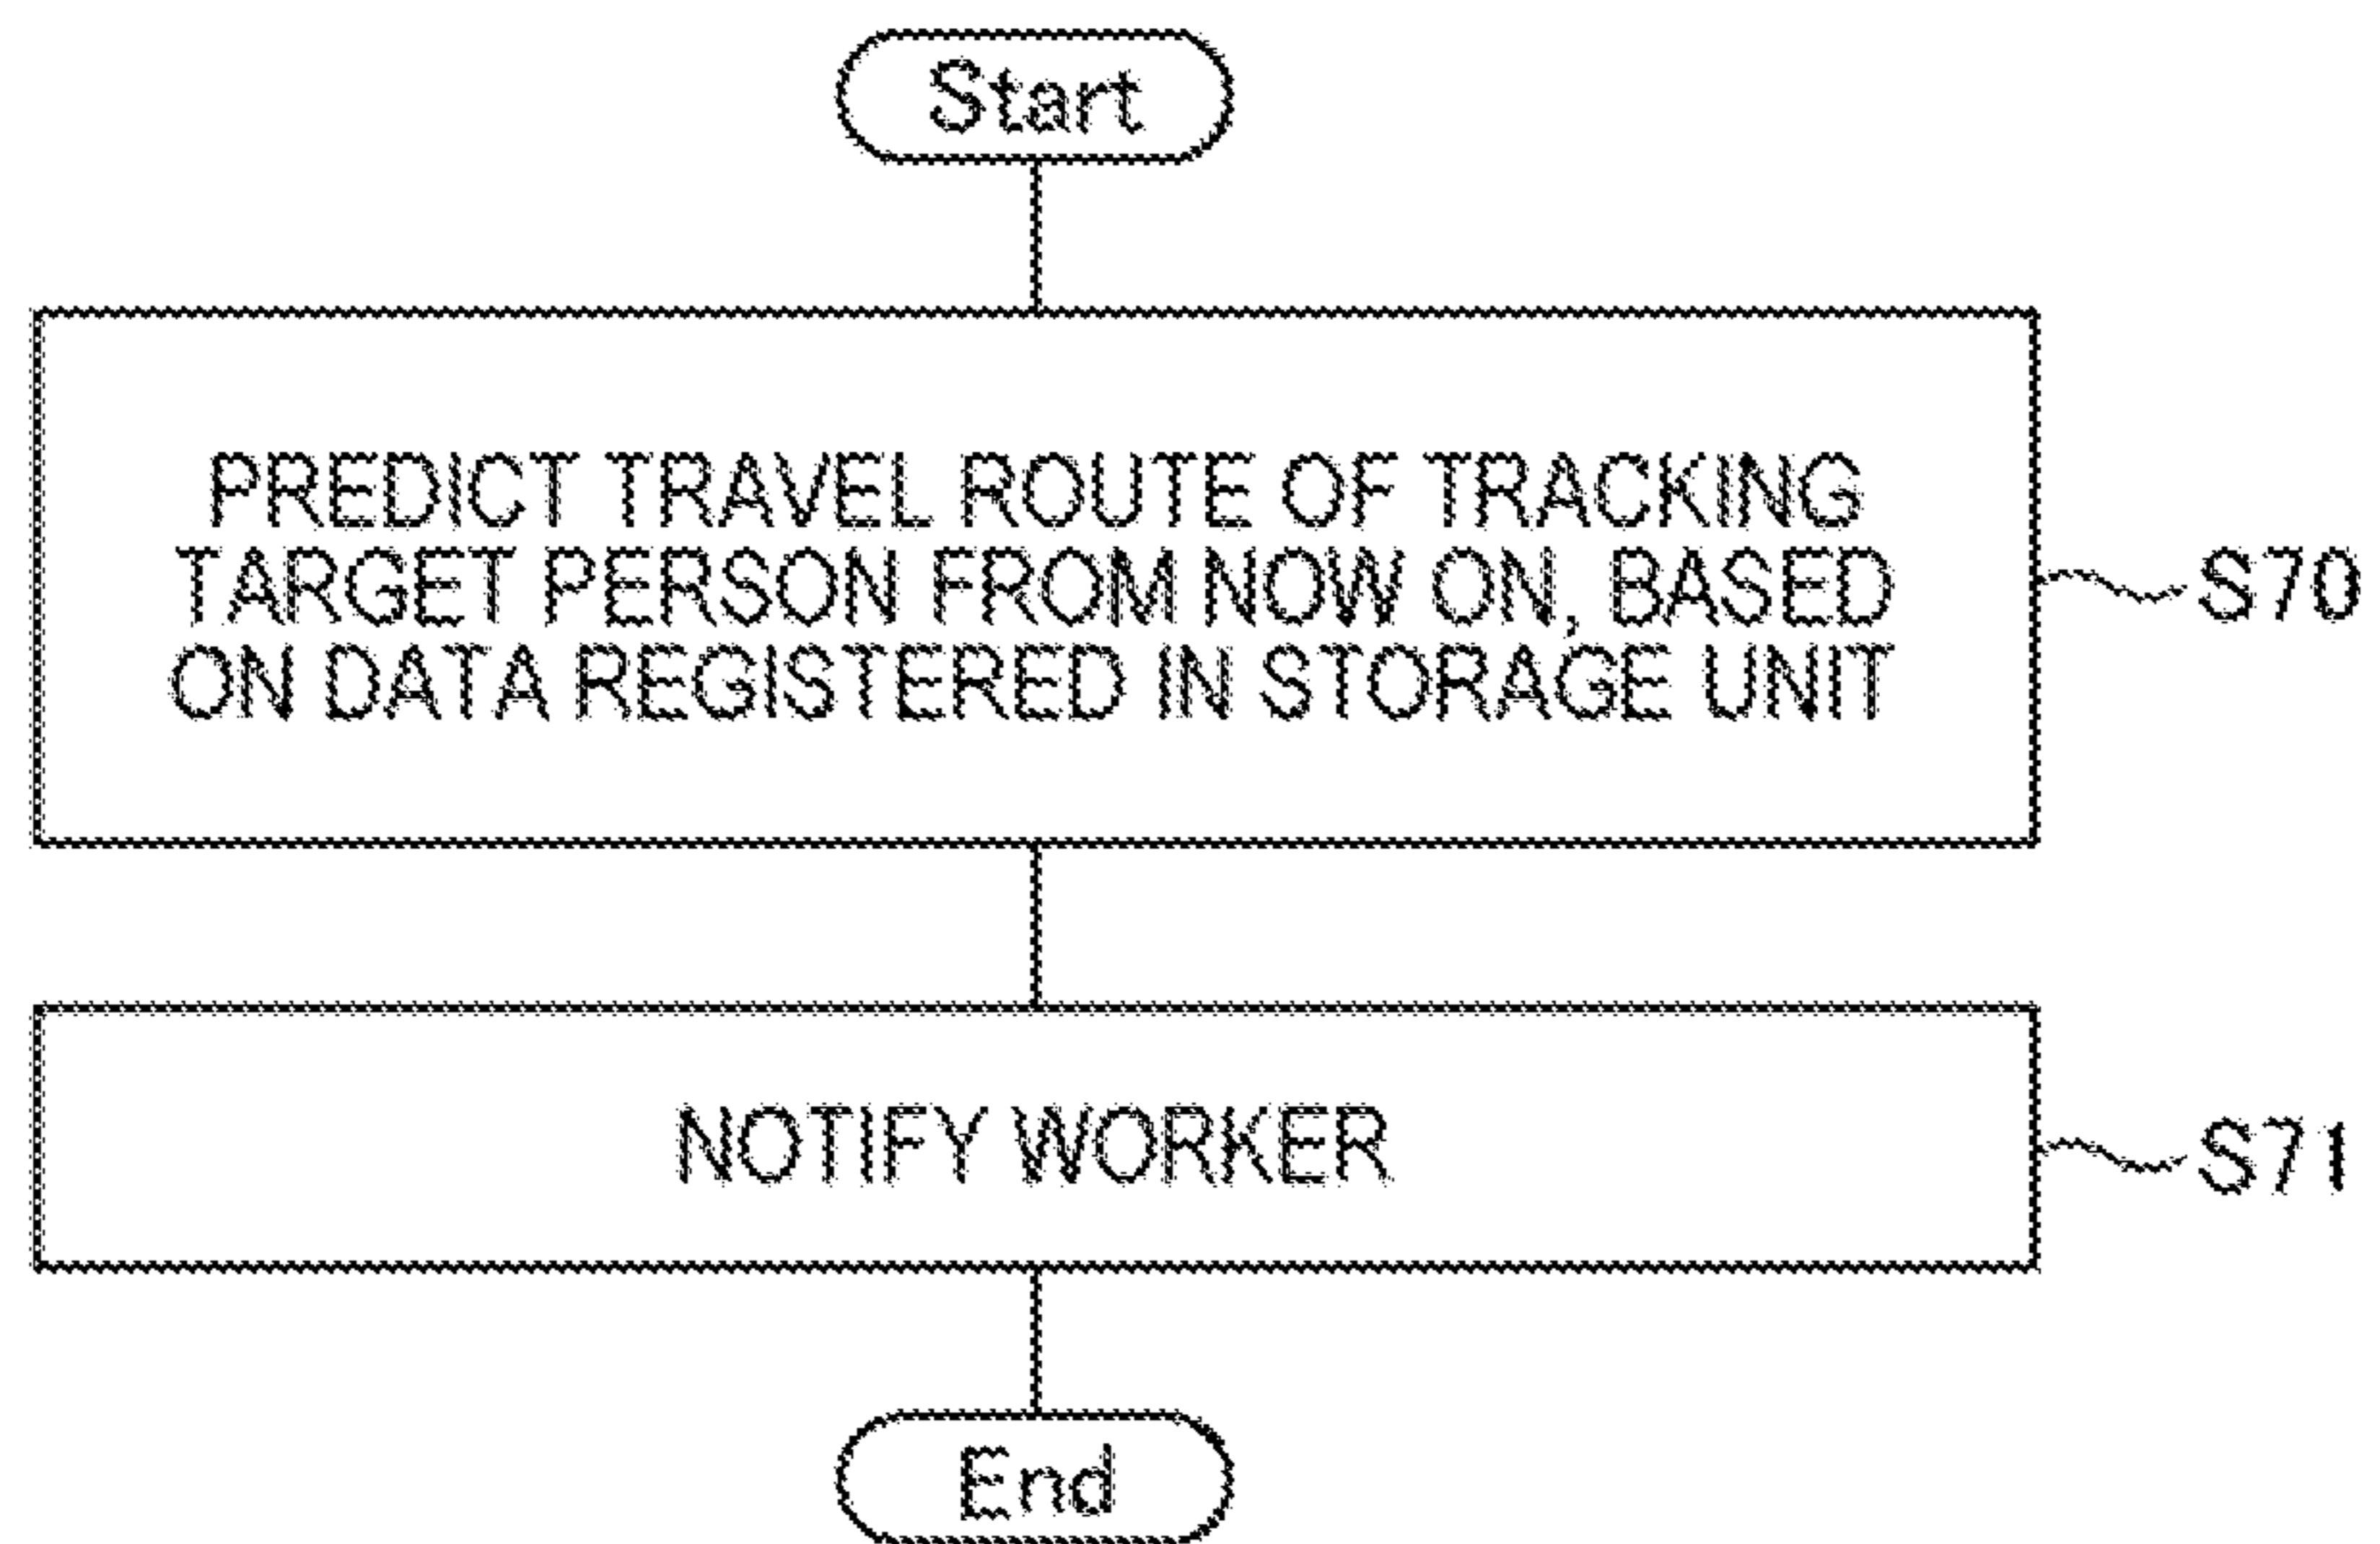 Start
PREDICT TRAVEL ROUTE OF TRACKING
TARGET PERSON FROM NOW ON, BASED
ON DATA REGISTERED IN STORAGE UNIT
S70
NOTIFY WORKER
S71
End